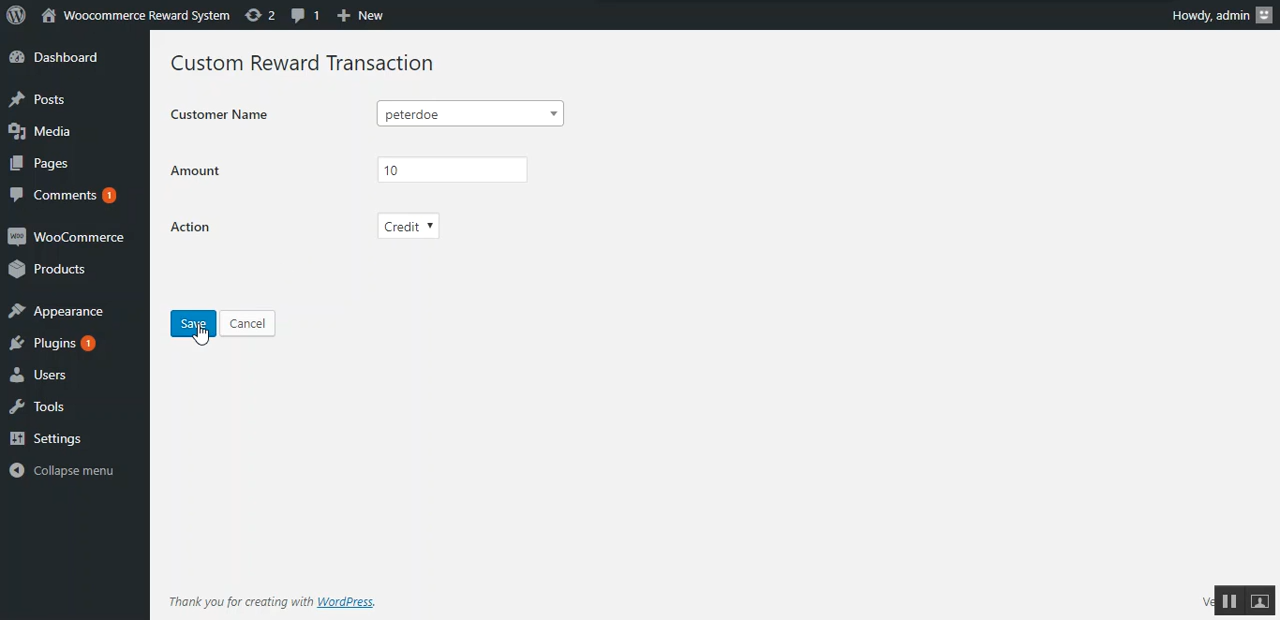 Woocommerce Reward System 2 1 New Howdy, admin
Dashboard
Posts
Media
Pages
Comments 1
WooCommerce
Products
Appearance
Plugins 1
Users
Tools
Settings
Collapse menu
Custom Reward Transaction
Customer Name peterdoe
Amount 10
Action Credit
Save Cancel
Thank you for creating with WordPress.